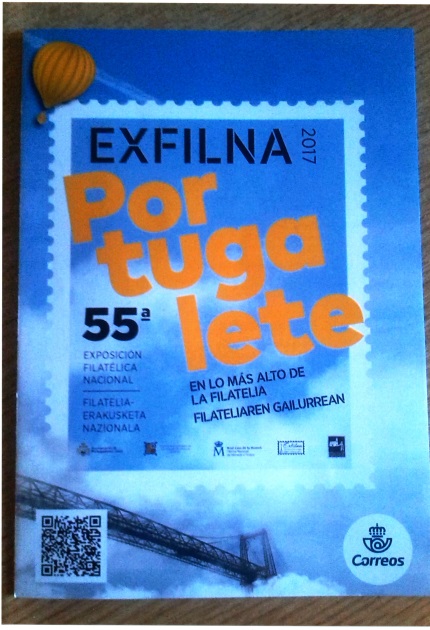 EXFILNA 2017
Por
tuga
lete
55ª
EXPOSICIÓN
FILATÉLICA
NACIONAL
FILATELIA-
ERAKUSKETA
NAZIONALA
EN LO MÁS ALTO DE
LA FILATELIA
FILATELIAREN GAILURREAN
Correos